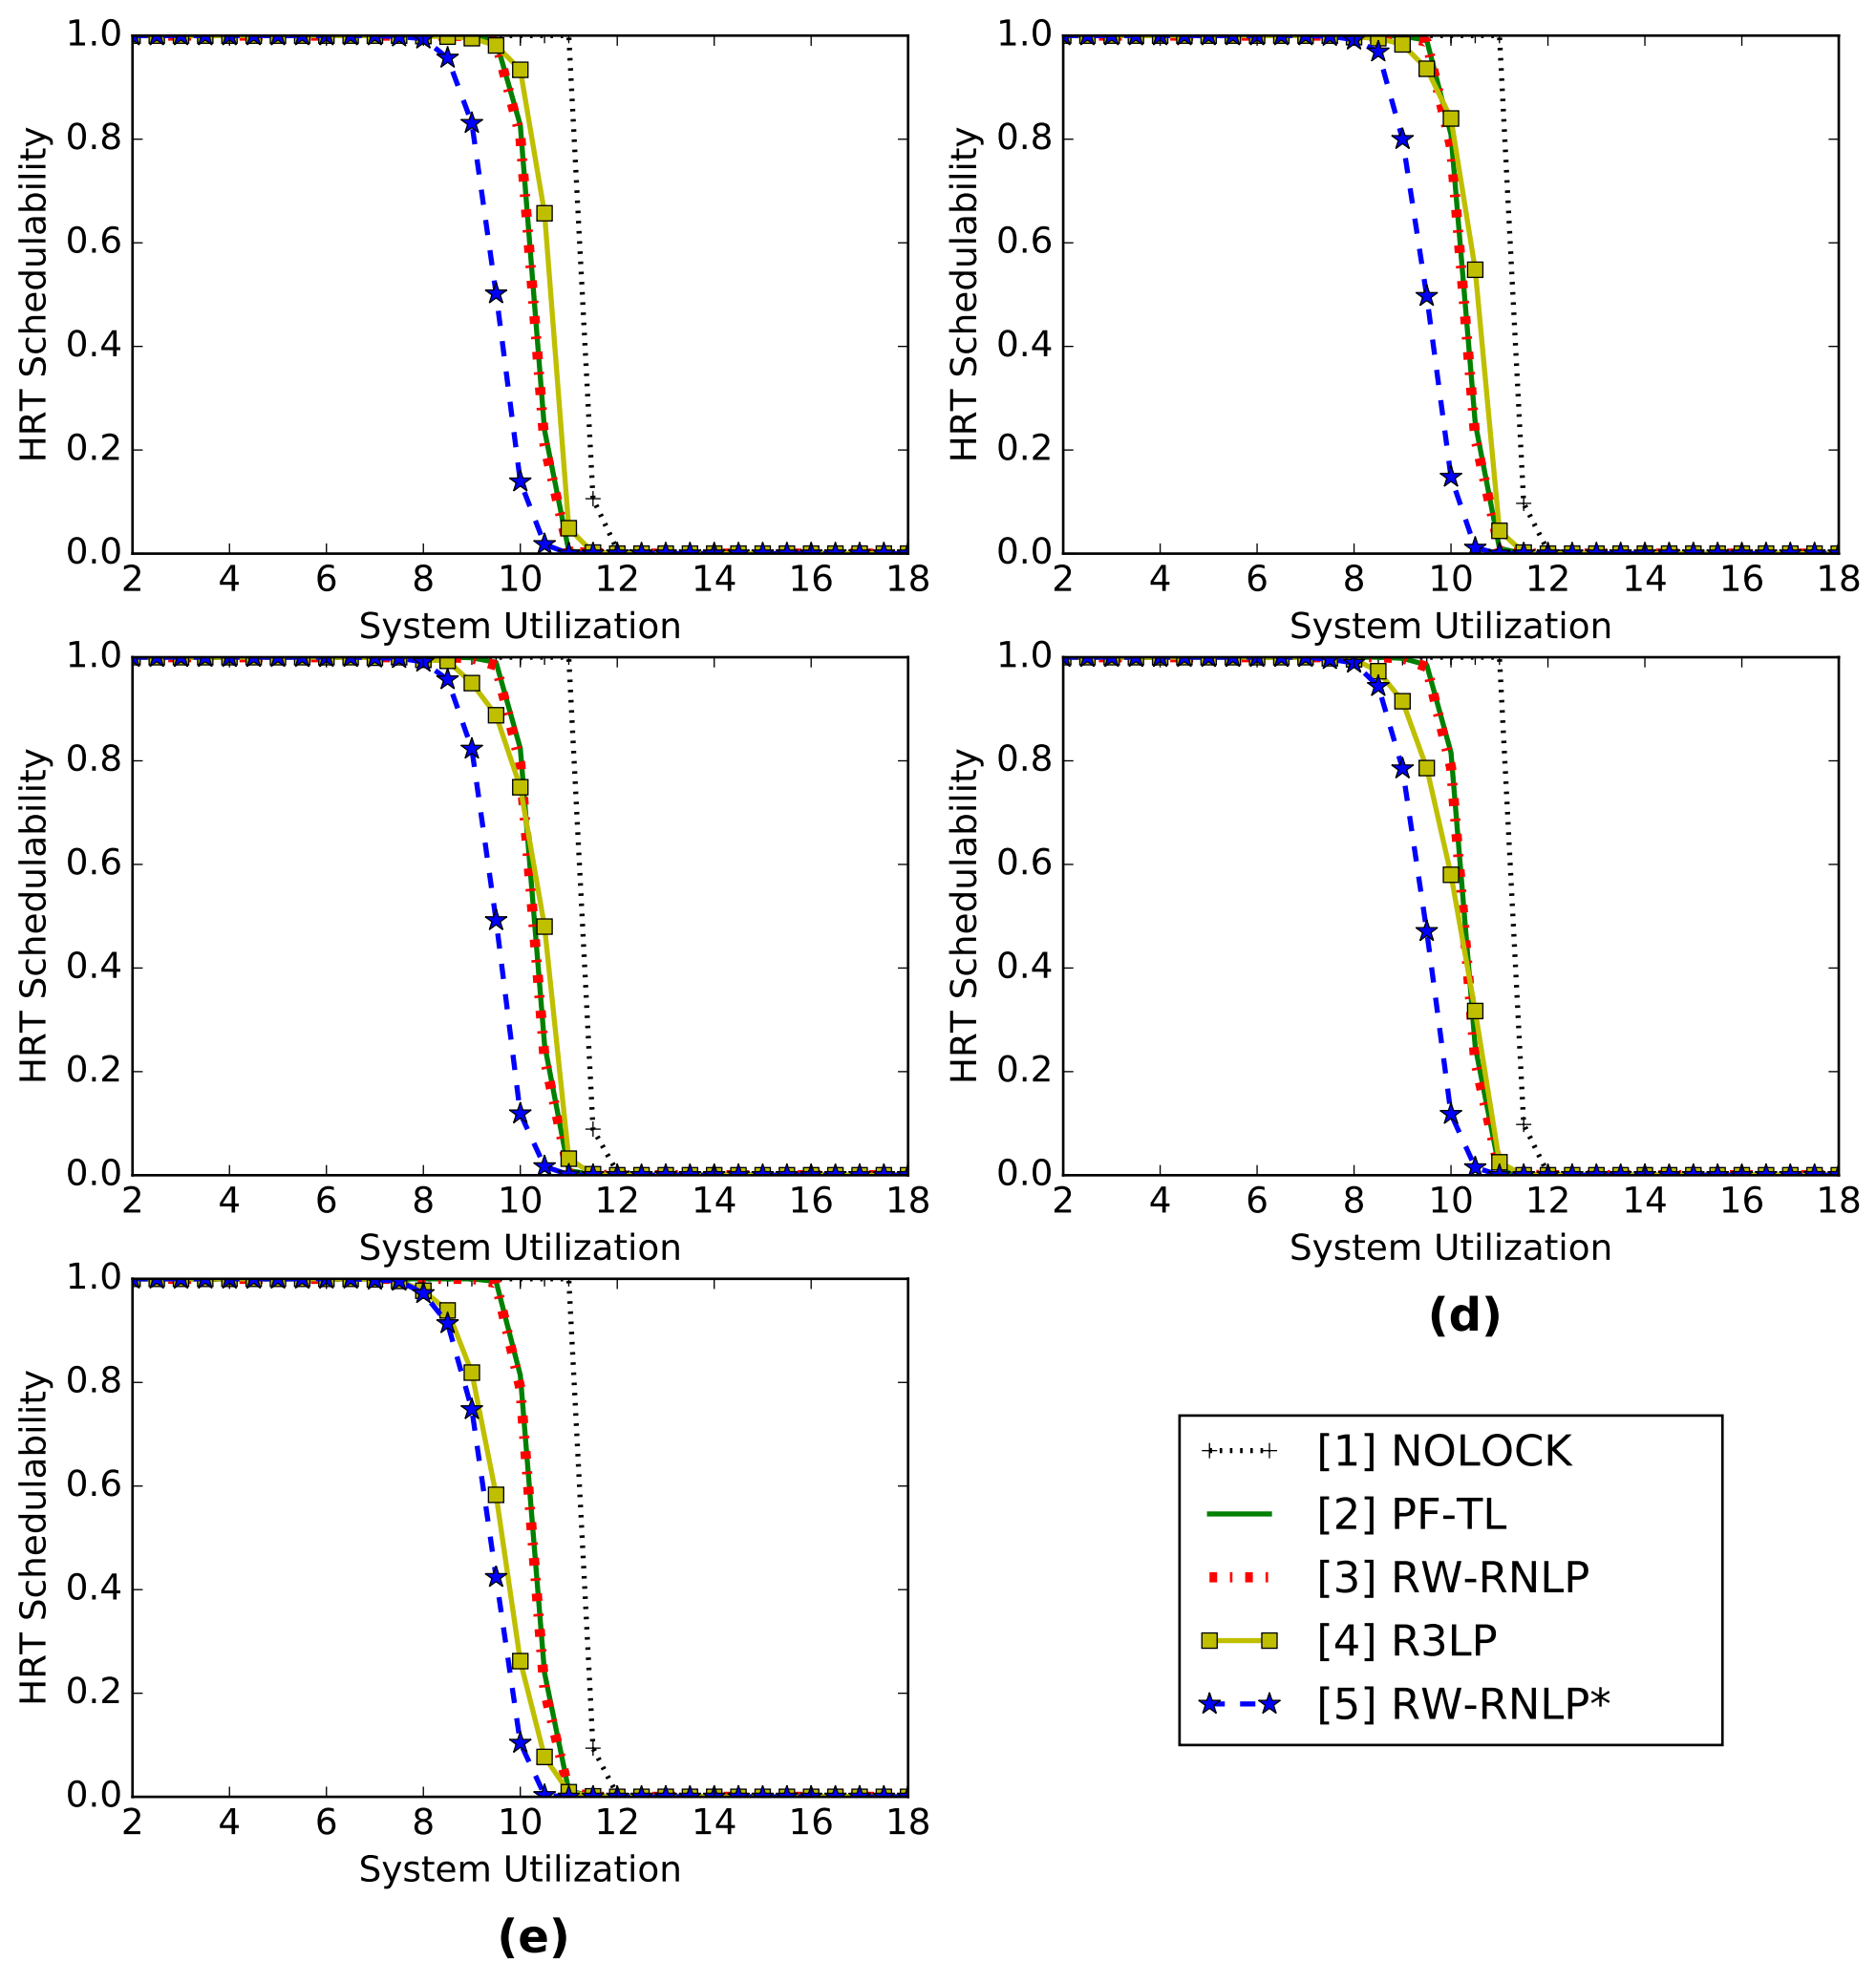 1.0
0.8
0.6
0.4
0.2
0.0
HRT Schedulability
2 4 6 8 10 12 14 16 18
System Utilization
1.0
0.8
0.6
0.4
0.2
0.0
HRT Schedulability
2 4 6 8 10 12 14 16 18
System Utilization
1.0
0.8
0.6
0.4
0.2
0.0
HRT Schedulability
2 4 6 8 10 12 14 16 18
System Utilization
1.0
0.8
0.6
0.4
0.2
0.0
HRT Schedulability
2 4 6 8 10 12 14 16 18
System Utilization
(d)
1.0
0.8
0.6
0.4
0.2
0.0
HRT Schedulability
2 4 6 8 10 12 14 16 18
System Utilization
(e)
[1] NOLOCK
[2] PF-TL
[3] RW-RNLP
[4] R3LP
[5] RW-RNLP*